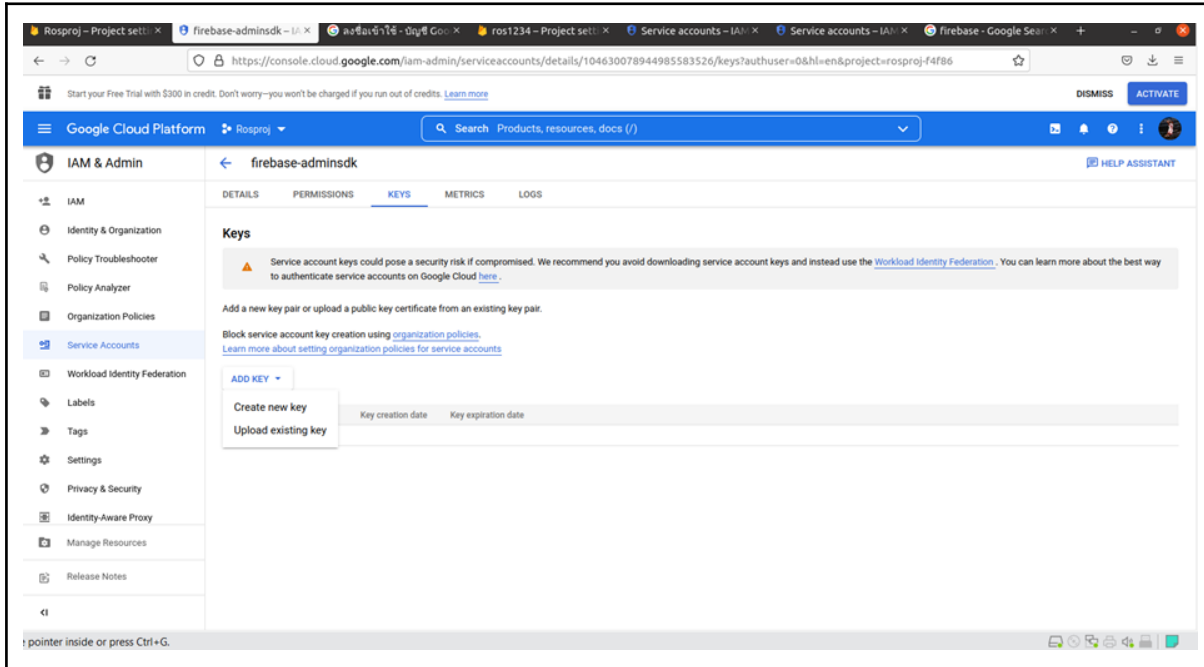 Rosproj – Project setti
firebase-adminsdk – IA
ลงชื่อเข้าใช้ - บัญชี Goo
ros1234 – Project setti
Service accounts – IAM
Service accounts – IAM
firebase - Google Sear
https://console.cloud.google.com/iam-admin/serviceaccounts/details/104630078944985583526/keys?authuser=0&hl=en&project=rosproj-f4f86
Start your Free Trial with $300 in credit. Don't worry—you won't be charged if you run out of credits. Learn more
DISMISS
ACTIVATE
Google Cloud Platform
Rosproj
Search Products, resources, docs (/)
IAM & Admin
firebase-adminsdk
HELP ASSISTANT
IAM
Identity & Organization
Policy Troubleshooter
Policy Analyzer
Organization Policies
Service Accounts
Workload Identity Federation
Labels
Tags
Settings
Privacy & Security
Identity-Aware Proxy
Manage Resources
Release Notes
DETAILS PERMISSIONS KEYS METRICS LOGS
Keys
Service account keys could pose a security risk if compromised. We recommend you avoid downloading service account keys and instead use the Workload Identity Federation . You can learn more about the best way
to authenticate service accounts on Google Cloud here .
Add a new key pair or upload a public key certificate from an existing key pair.
Block service account key creation using organization policies.
Learn more about setting organization policies for service accounts
ADD KEY
Create new key
Upload existing key
Key creation date Key expiration date
pointer inside or press Ctrl+G.